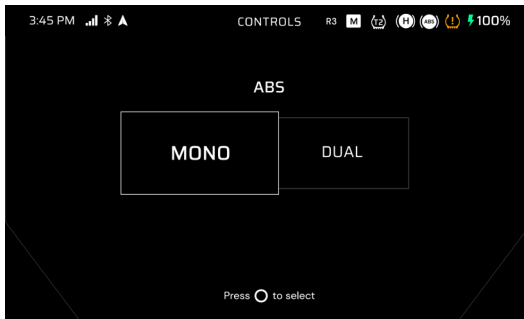 3:45 PM CONTROLS R3 M T2 H ABS ! 100%
ABS
MONO DUAL
Press to select